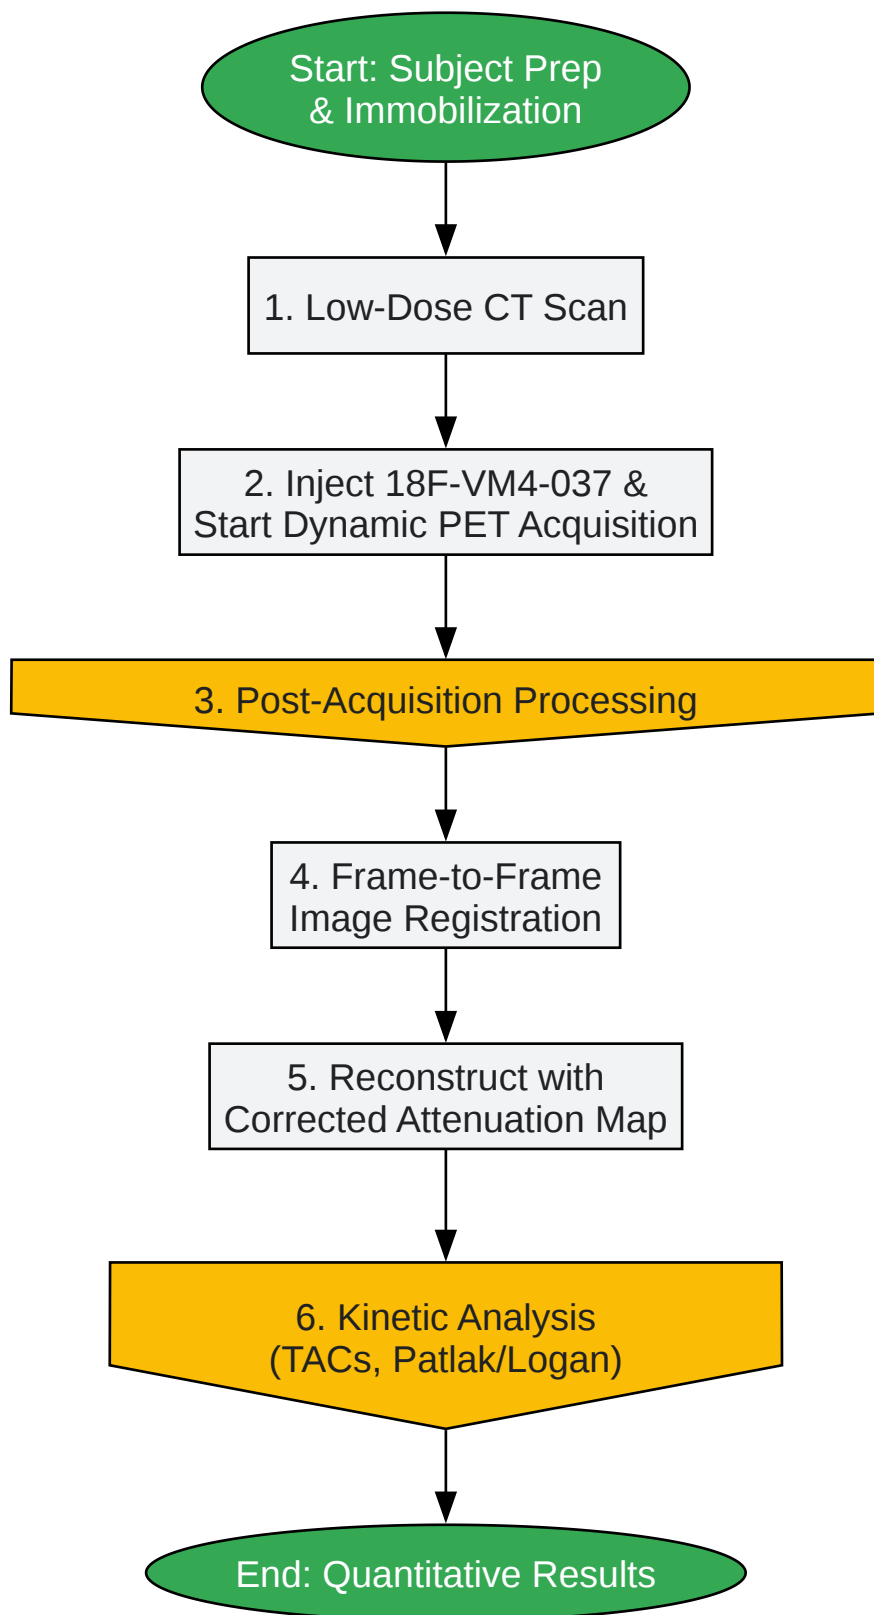 Start: Subject Prep
& Immobilization
1. Low-Dose CT Scan
2. Inject 18F-VM4-037 &
Start Dynamic PET Acquisition
3. Post-Acquisition Processing
4. Frame-to-Frame
Image Registration
5. Reconstruct with
Corrected Attenuation Map
6. Kinetic Analysis
(TACs, Patlak/Logan)
End: Quantitative Results